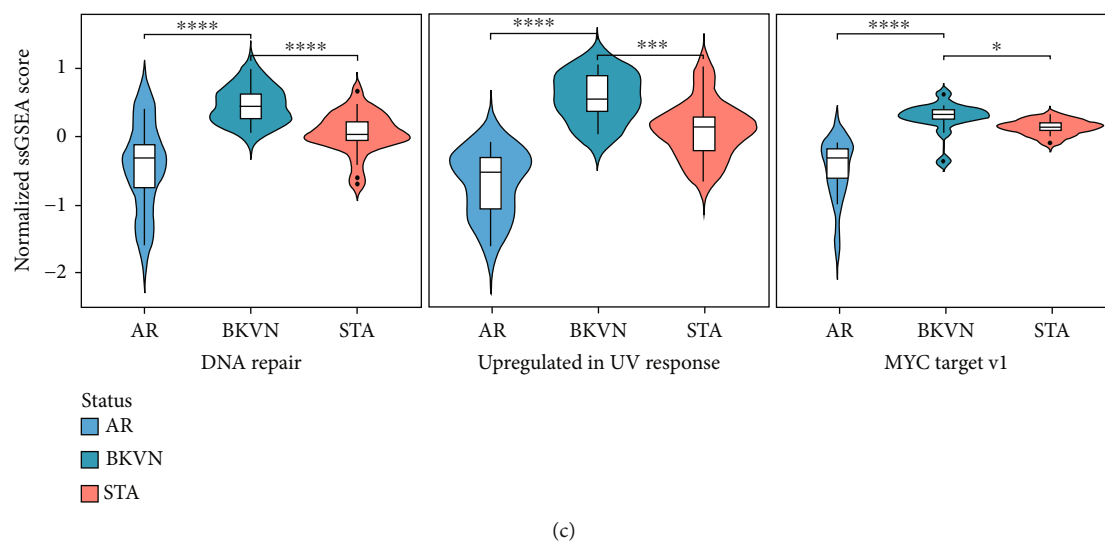 **** **** **** *** **** *
Normalized ssGSEA score
1
0
−1
−2
AR BKVN STA AR BKVN STA AR BKVN STA
DNA repair Upregulated in UV response MYC target v1
Status
AR
BKVN
STA
(c)